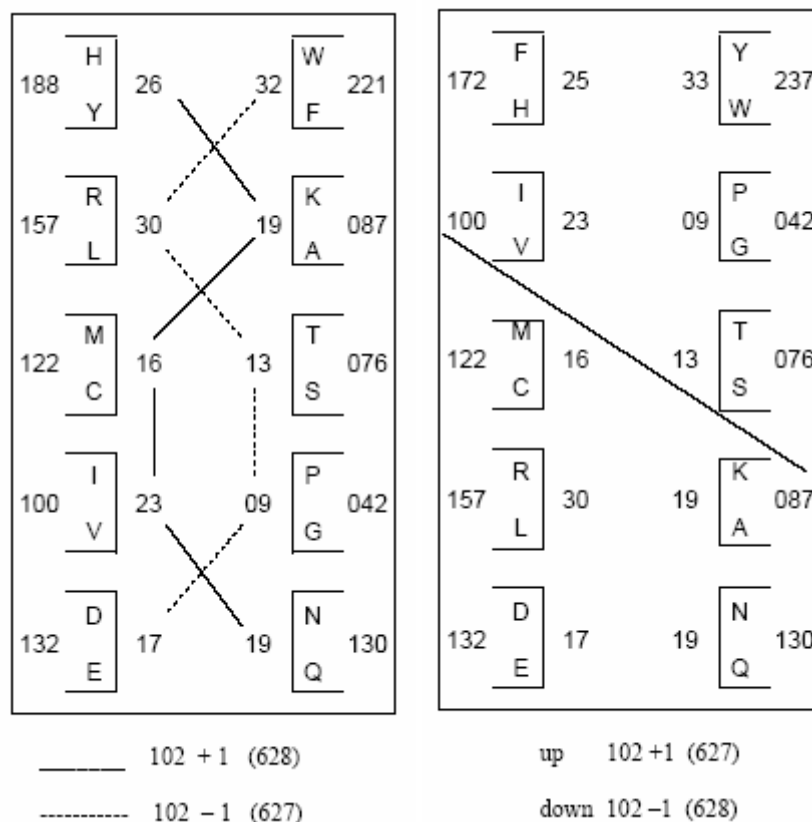 H W
188 26 32 221
Y F
R K
157 30 19 087
L A
M T
122 16 13 076
C S
I P
100 23 09 042
V G
D N
132 17 19 130
E Q
102 + 1 (628)
102 – 1 (627)
F Y
172 25 33 237
H W
I P
100 23 09 042
V G
M T
122 16 13 076
C S
R K
157 30 19 087
L A
D N
132 17 19 130
E Q
up 102 +1 (627)
down 102 –1 (628)